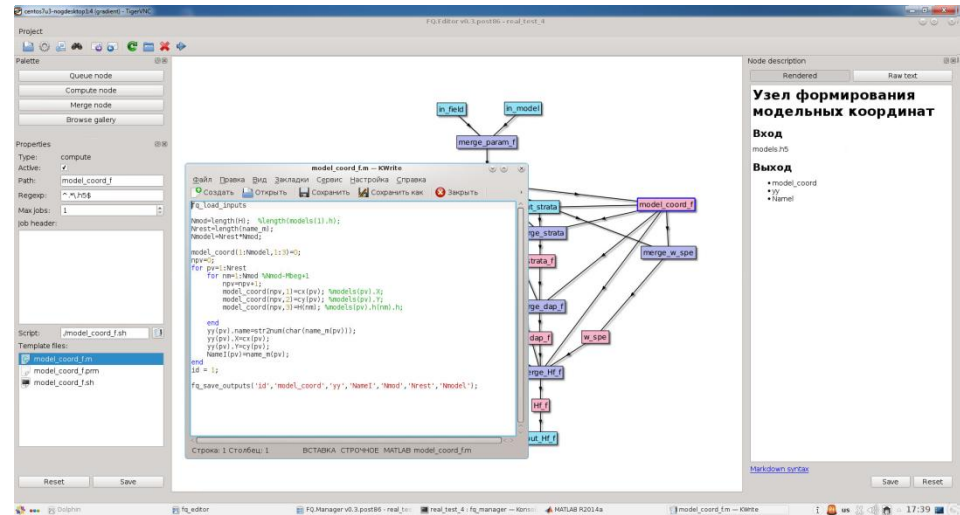 centos7u3-nogdesktop14 (gradient) - TigerVNC
FQ.Editor v0.3.post86 - real_test_4
Project
Palette
Queue node
Compute node
Merge node
Browse gallery
Properties
Type: compute
Active:
Path: model_coord_f
Regexp: ^.*\.h5$
Max jobs: 1
Job header:
Script: ./model_coord_f.sh
Template files:
model_coord_f.m
model_coord_f.prm
model_coord_f.sh
Reset
Save
in_field
in_model
merge_param_f
model_coord_f
merge_w_spe
w_spe
Hf_f
model_coord_f.m — KWrite
Файл Правка Вид Закладки Сервис Настройка Справка
Создать Открыть Сохранить Сохранить как Закрыть
fq_load_inputs
Nmod=length(H); %length(models(1).h);
Nrest=length(name_m);
Nmodel=Nrest*Nmod;
model_coord(1:Nmodel,1:3)=0;
npv=0;
for pv=1:Nrest
for nm=1:Nmod %Nmod-Mbeg+1
npv=npv+1;
model_coord(npv,1)=cx(pv); %models(pv).X;
model_coord(npv,2)=cy(pv); %models(pv).Y;
model_coord(npv,3)=H(nm); %models(pv).h(nm).h;
end
yy(pv).name=str2num(char(name_m(pv)));
yy(pv).X=cx(pv);
yy(pv).Y=cy(pv);
NameI(pv)=name_m(pv);
end
id = 1;
fq_save_outputs('id','model_coord','yy','NameI','Nmod','Nrest','Nmodel');
Строка: 1 Столбец: 1 ВСТАВКА СТРОЧНОЕ MATLAB model_coord_f.m
Node description
Rendered
Raw text
Узел формирования
модельных координат
Вход
models.h5
Выход
model_coord
yy
NameI
Markdown syntax
Save
Reset
Dolphin
fq_editor
FQ.Manager v0.3.post86 - real_tes
real_test_4 : fq_manager — Konso
MATLAB R2014a
model_coord_f.m — KWrite
us
17:39